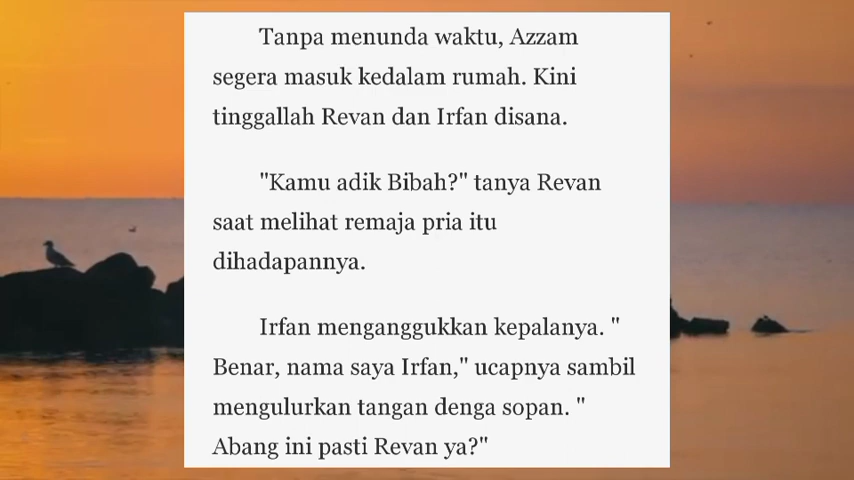 Tanpa menunda waktu, Azzam
segera masuk kedalam rumah. Kini
tinggallah Revan dan Irfan disana.
"Kamu adik Bibah?" tanya Revan
saat melihat remaja pria itu
dihadapannya.
Irfan menganggukkan kepalanya. "
Benar, nama saya Irfan," ucapnya sambil
mengulurkan tangan denga sopan. "
Abang ini pasti Revan ya?"